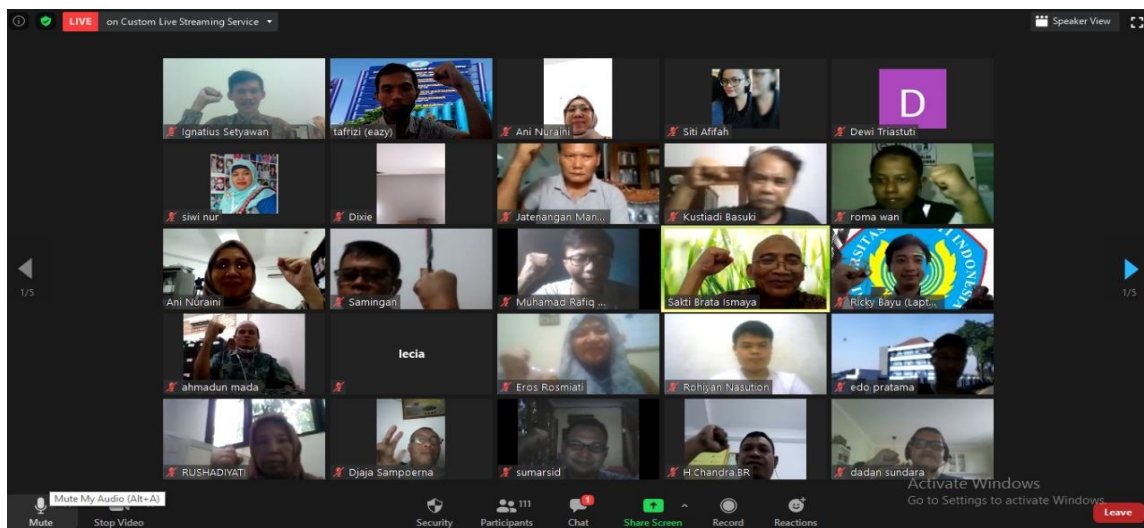 LIVE on Custom Live Streaming Service
Speaker View
Ignatius Setyawan
tafrizi (eazy)
Ani Nuraini
Siti Afifah
D
Dewi Triastuti
siwi nur
Dixie
Jatenangan Man...
Kustiadi Basuki
roma wan
1/5
1/5
Ani Nuraini
Samingan
Muhamad Rafiq ...
Sakti Brata Ismaya
Ricky Bayu (Lapt...
INDONESIA
ahmadun mada
lecia
Eros Rosmiati
Rohiyan Nasution
edo pratama
RUSHADIYATI
Djaja Sampoerna
sumarsid
H.Chandra.BR
dadan sundara
Activate Windows
Go to Settings to activate Windows.
Mute My Audio (Alt+A)
Mute
Stop Video
Security
Participants
111
Chat
1
Share Screen
Record
Reactions
Leave